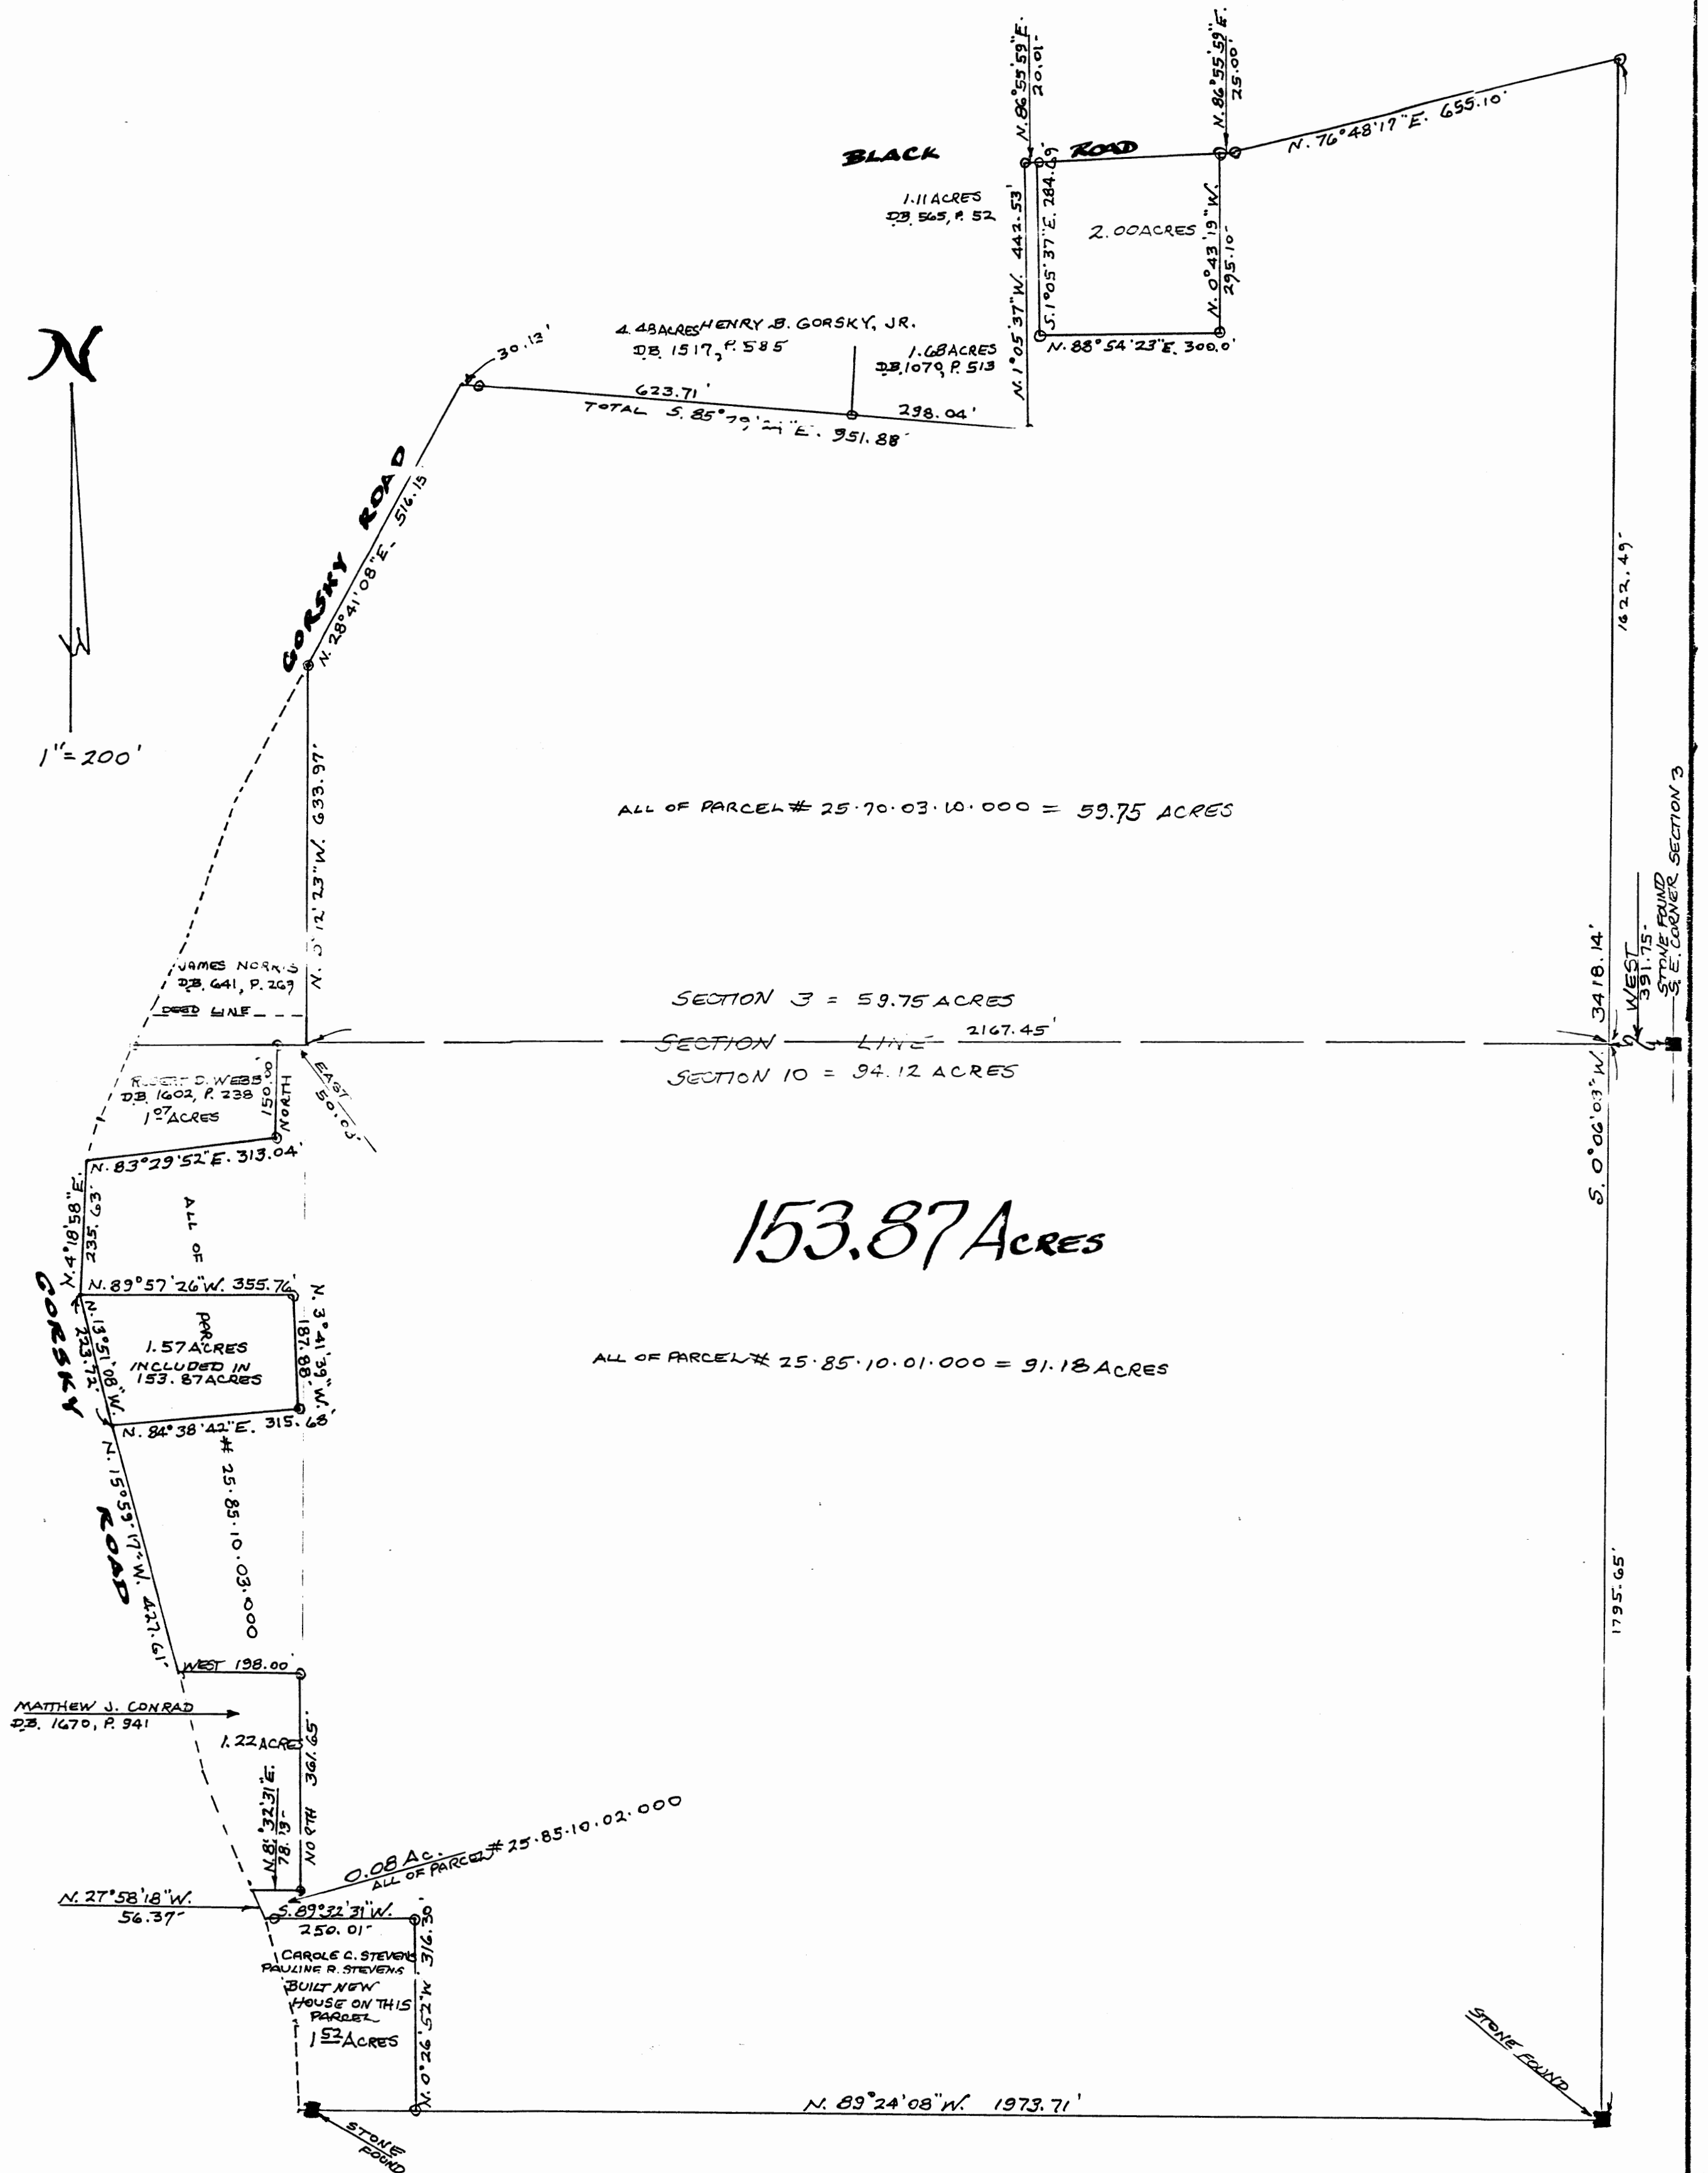 N. 86°55'59"E.
20.01'
N. 86°55'59"E.
25.00'
N. 76°48'17"E. 655.10'
BLACK ROAD
1.11 ACRES
D.B. 565, P. 52
N. 1°05'37"W. 442.53'
S. 1°05'37"E. 284.69'
2.00 ACRES
N. 0°43'19"W.
295.10'
N. 88°54'23"E. 300.0'
N
1"=200'
30.13'
4.48 ACRES HENRY B. GORSKY, JR.
D.B. 1517, P. 585
1.68 ACRES
D.B. 1070, P. 513
623.71'
298.04'
TOTAL S. 85° E. 951.88'
GORSKY ROAD
N. 28°41'08"E. 516.15'
1622.49'
N. 0°12'23"W. 633.97'
ALL OF PARCEL # 25·70·03·10·000 = 59.75 ACRES
JAMES NORRIS
D.B. 641, P. 269
DEED LINE
SECTION 3 = 59.75 ACRES
SECTION LINE 2167.45'
SECTION 10 = 94.12 ACRES
S. 0°06'03"W. 3418.14'
WEST
391.75'
STONE FOUND
S. E. CORNER SECTION 3
ROBERT D. WEBB
D.B. 1602, P. 238
1 07 ACRES
150.00'
NORTH
EAST
50.03'
N. 83°29'52"E. 313.04'
N. 4°18'58"E.
235.63'
ALL OF
PAR.
# 25·85·10·03·000
153.87 ACRES
N. 89°57'26"W. 355.76'
N. 3°41'39"W.
187.88'
1.57 ACRES
INCLUDED IN
153.87 ACRES
N. 13°51'08"W.
223.72'
N. 84°38'42"E. 315.68'
ALL OF PARCEL # 25·85·10·01·000 = 91.18 ACRES
GORSKY ROAD
N. 15°59'17"W. 427.61'
1795.65'
WEST 198.00'
MATTHEW J. CONRAD
D.B. 1670, P. 941
1.22 ACRES
NORTH 361.65'
N. 8 °32'31"E.
78.19'
0.08 AC.
ALL OF PARCEL # 25·85·10·02·000
N. 27°58'18"W.
56.37'
S. 89°32'31"W.
250.01'
CAROLE C. STEVENS
PAULINE R. STEVENS
BUILT NEW
HOUSE ON THIS
PARCEL
1 52 ACRES
N. 0°26'52"W. 316.30'
STONE FOUND
N. 89°24'08"W. 1973.71'
STONE
FOUND